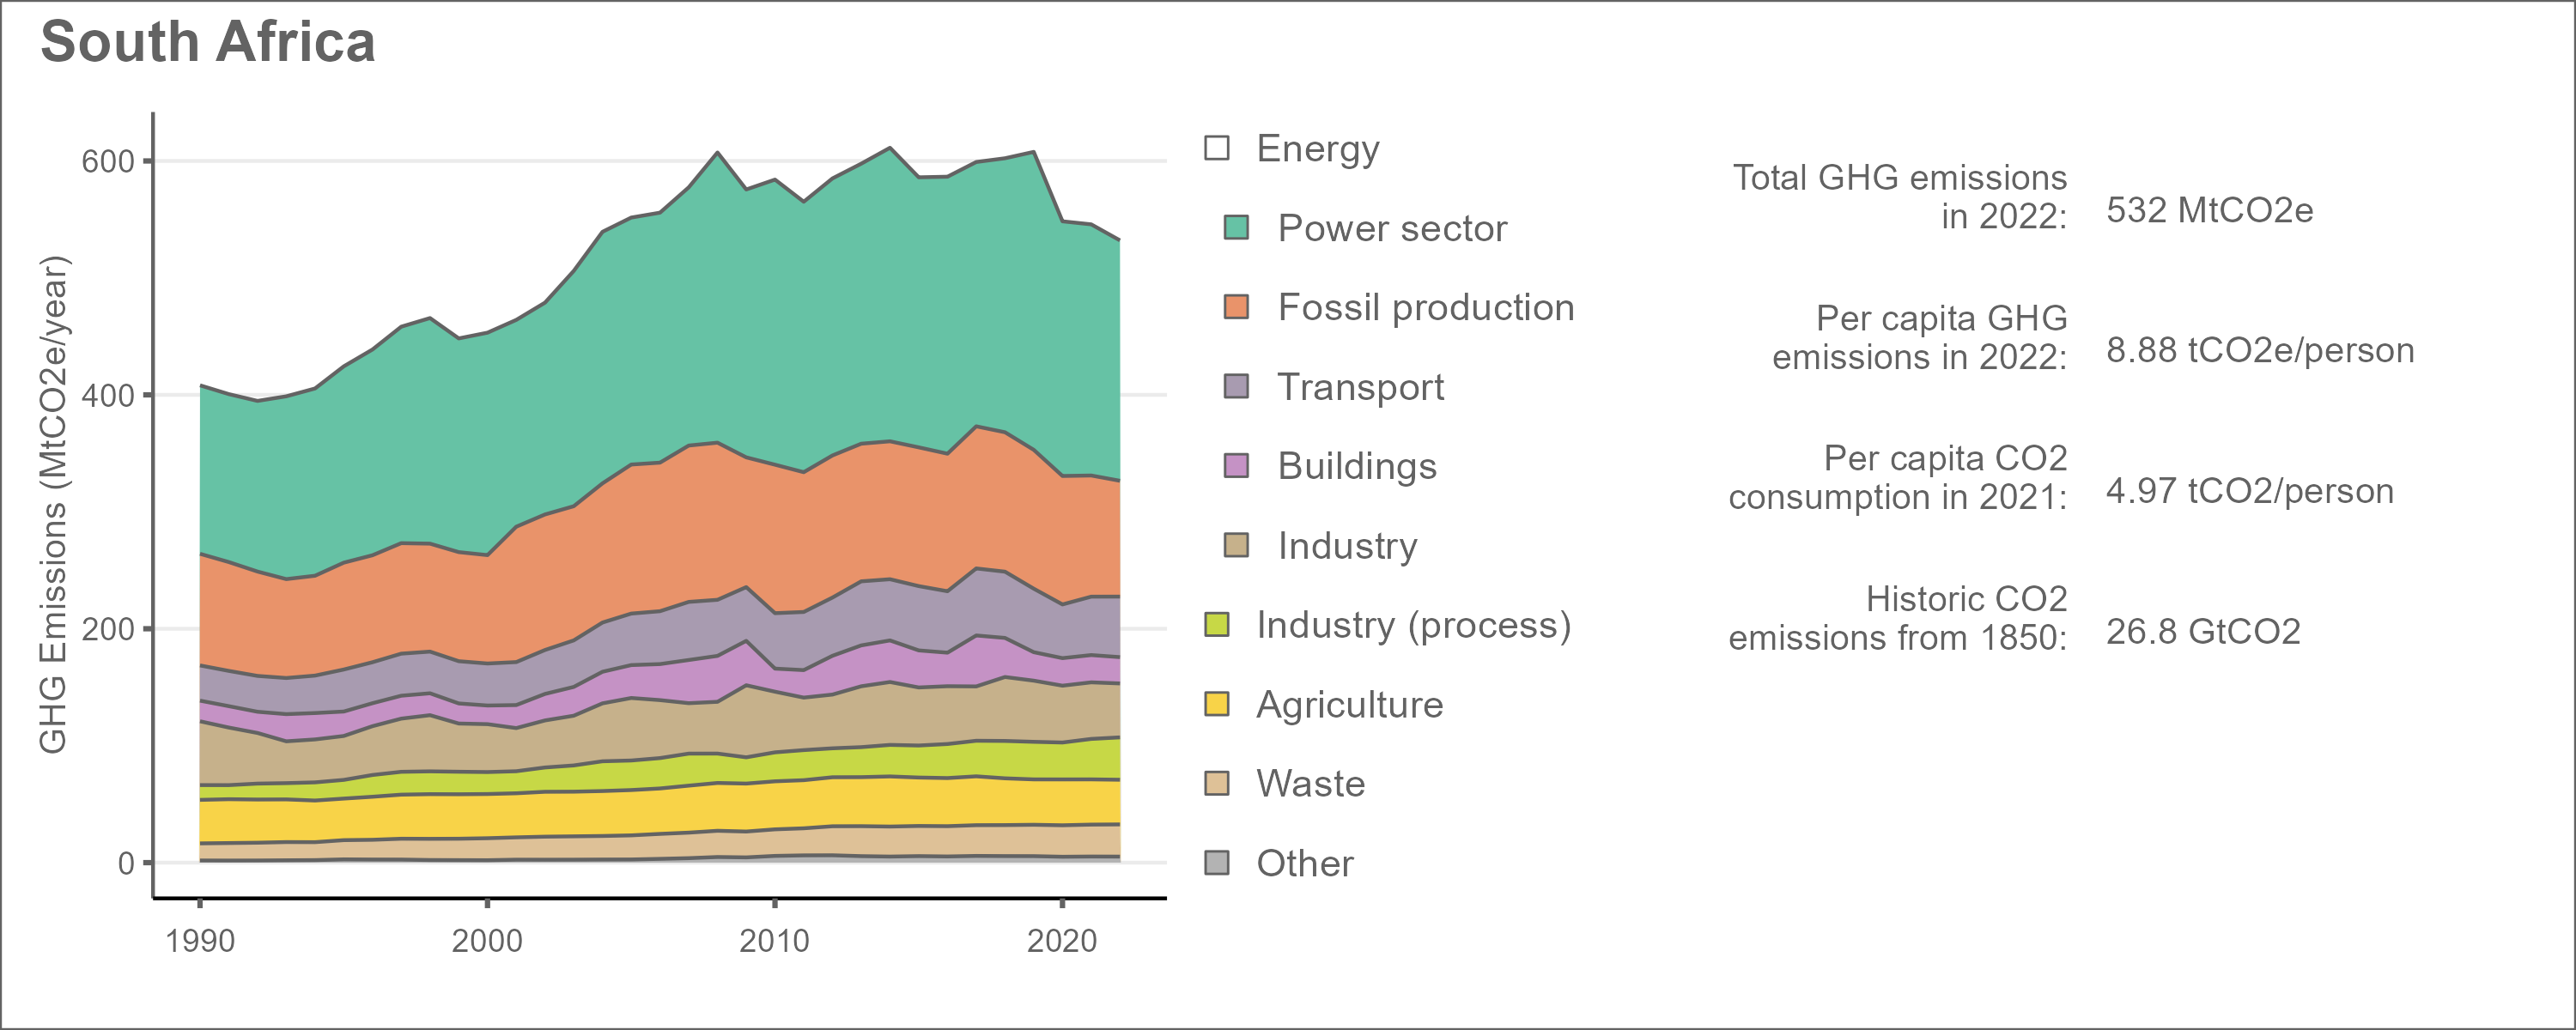 South Africa
GHG Emissions (MtCO2e/year)
600
400
200
0
1990
2000
2010
2020
Energy
Power sector
Fossil production
Transport
Buildings
Industry
Industry (process)
Agriculture
Waste
Other
Total GHG emissions
in 2022:
532 MtCO2e
Per capita GHG
emissions in 2022:
8.88 tCO2e/person
Per capita CO2
consumption in 2021:
4.97 tCO2/person
Historic CO2
emissions from 1850:
26.8 GtCO2